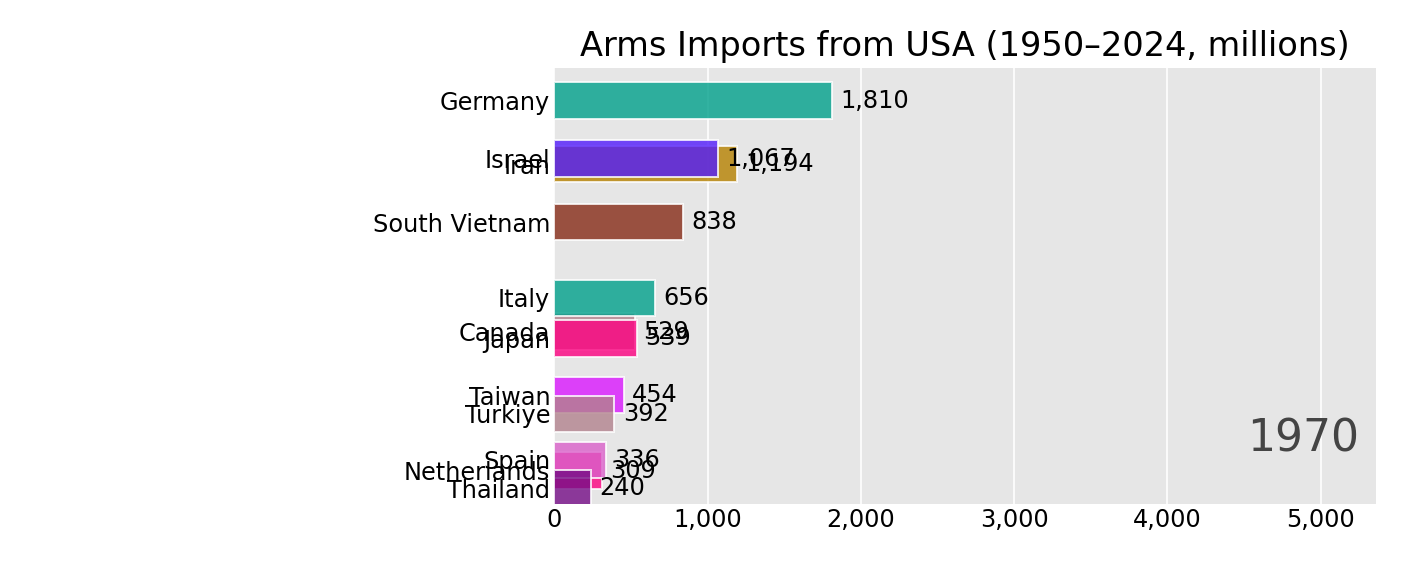 Arms Imports from USA (1950–2024, millions)
Germany 1,810
Israel 1,067
Iran 1,194
South Vietnam 838
Italy 656
Canada 529
Japan 539
Taiwan 454
Turkiye 392
Spain 336
Netherlands 309
Thailand 240
1970
0 1,000 2,000 3,000 4,000 5,000